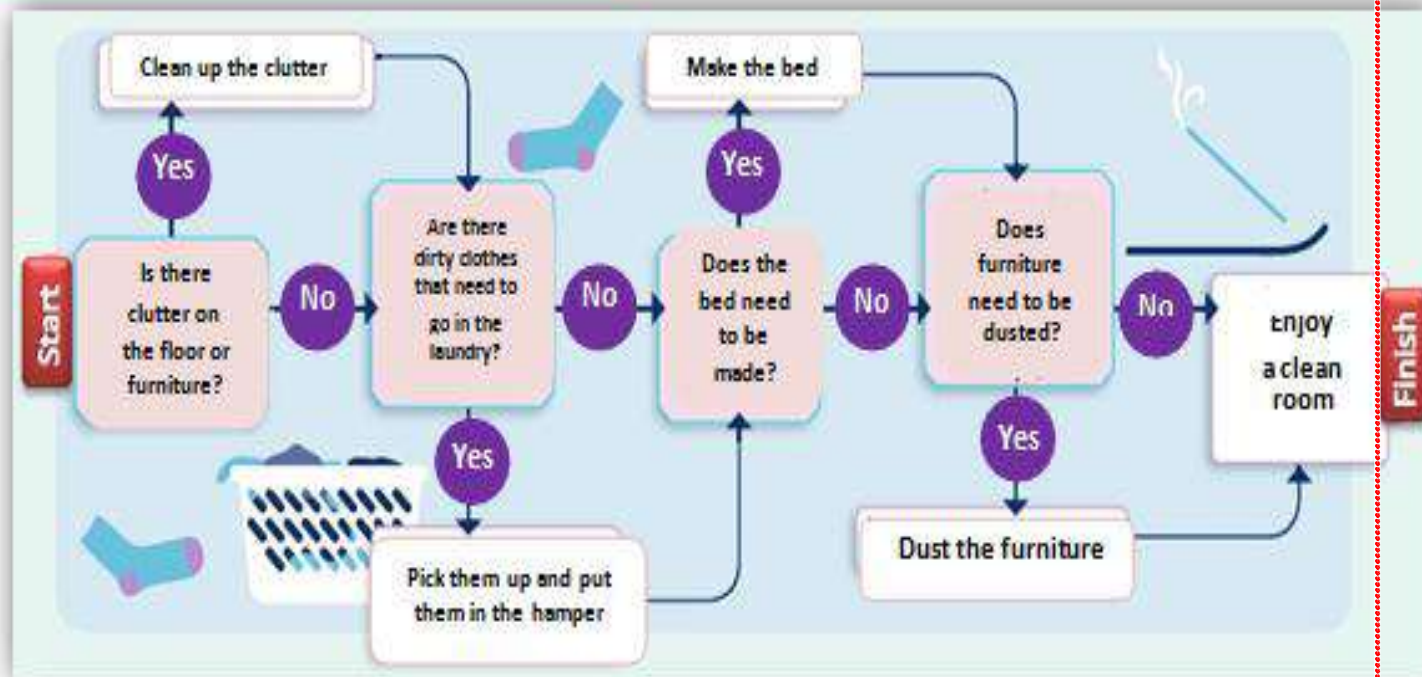 Clean up the clutter
Make the bed
Yes
Yes
Start
Is there
clutter on
the floor or
furniture?
No
Are there
dirty clothes
that need to
go in the
laundry?
No
Does the
bed need
to be
made?
No
Does
furniture
need to be
dusted?
No
Enjoy
a clean
room
Finish
Yes
Yes
Pick them up and put
them in the hamper
Dust the furniture